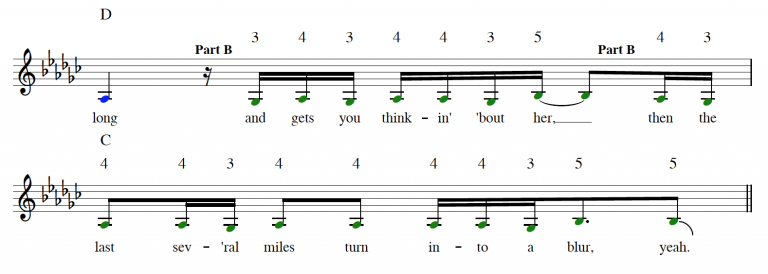 D
Part B 3 4 3 4 4 3 5 Part B 4 3
long and gets you think - in' 'bout her,____ then the
C
4 4 3 4 4 4 4 3 5 5
last sev - 'ral miles turn in - to a blur, yeah.